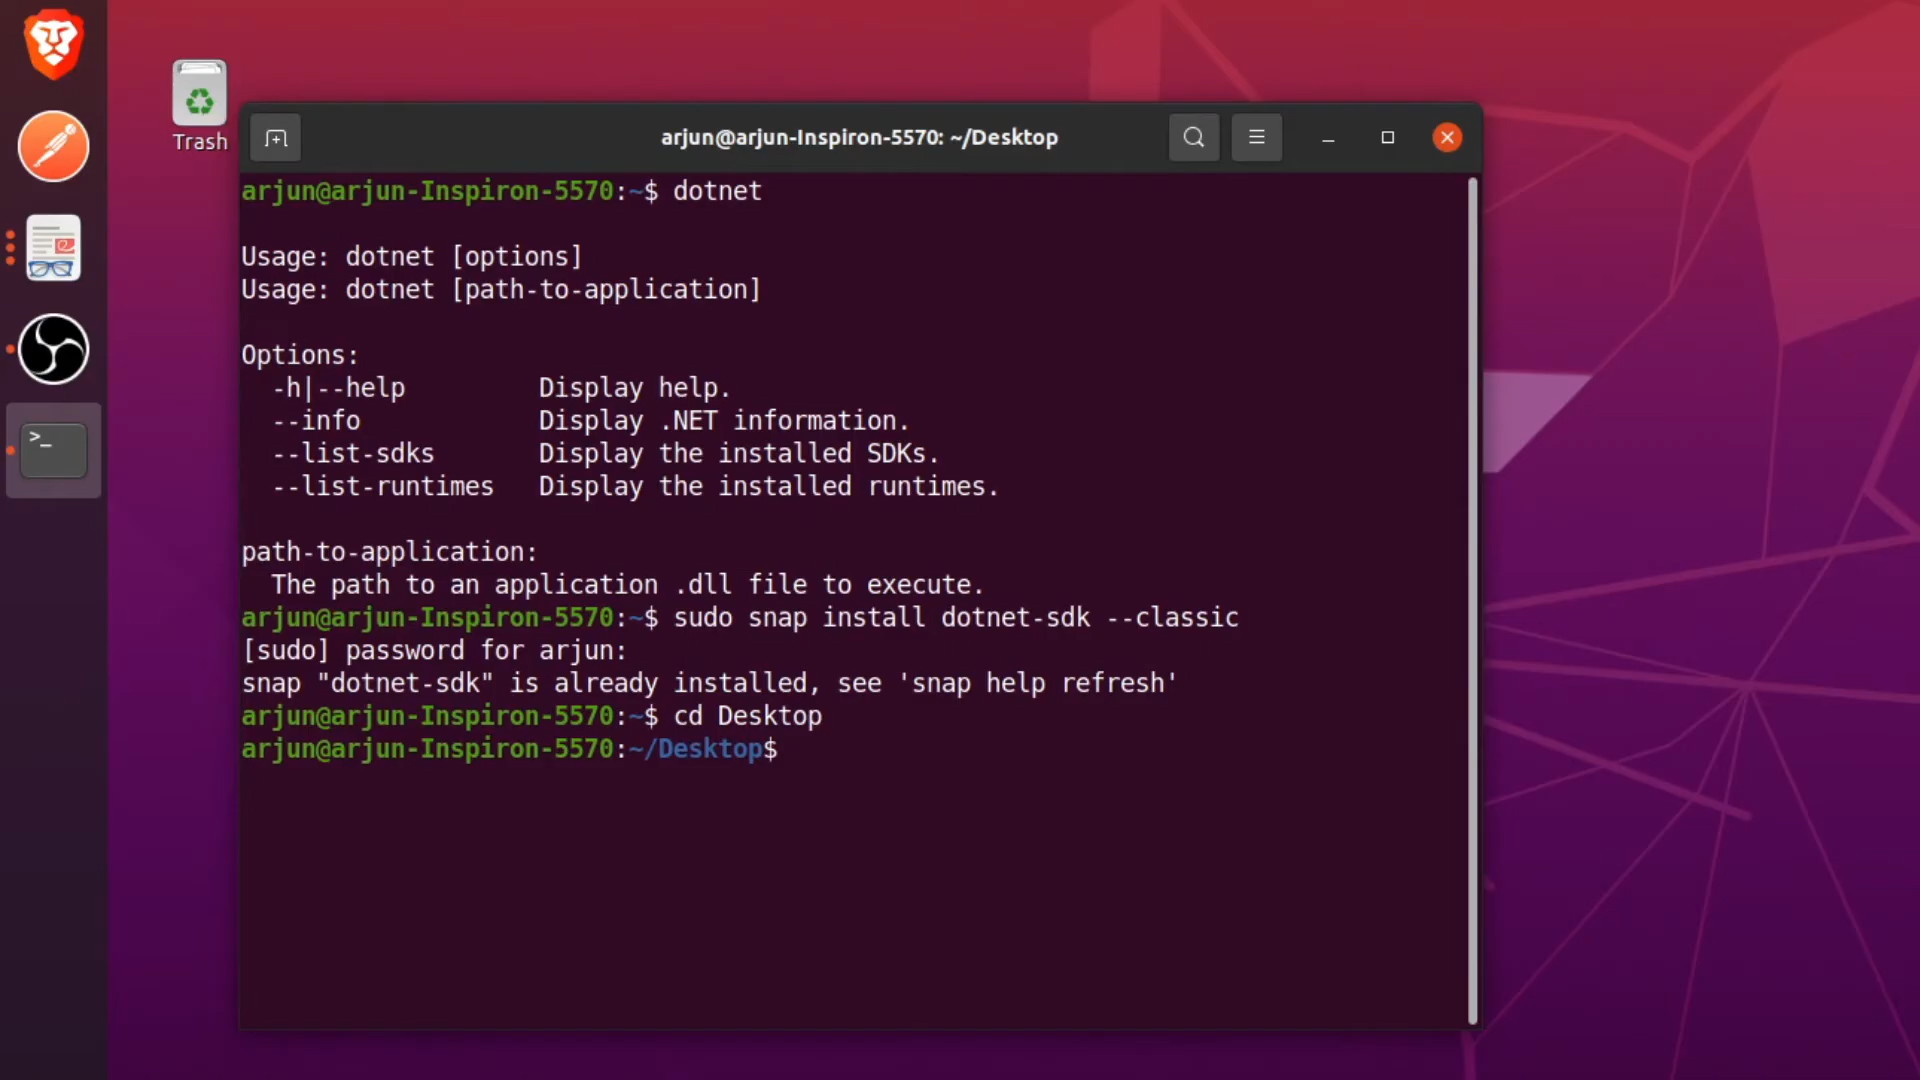 Trash
arjun@arjun-Inspiron-5570: ~/Desktop
arjun@arjun-Inspiron-5570:~$ dotnet
Usage: dotnet [options]
Usage: dotnet [path-to-application]
Options:
  -h|--help         Display help.
  --info            Display .NET information.
  --list-sdks       Display the installed SDKs.
  --list-runtimes   Display the installed runtimes.
path-to-application:
  The path to an application .dll file to execute.
arjun@arjun-Inspiron-5570:~$ sudo snap install dotnet-sdk --classic
[sudo] password for arjun:
snap "dotnet-sdk" is already installed, see 'snap help refresh'
arjun@arjun-Inspiron-5570:~$ cd Desktop
arjun@arjun-Inspiron-5570:~/Desktop$
>_